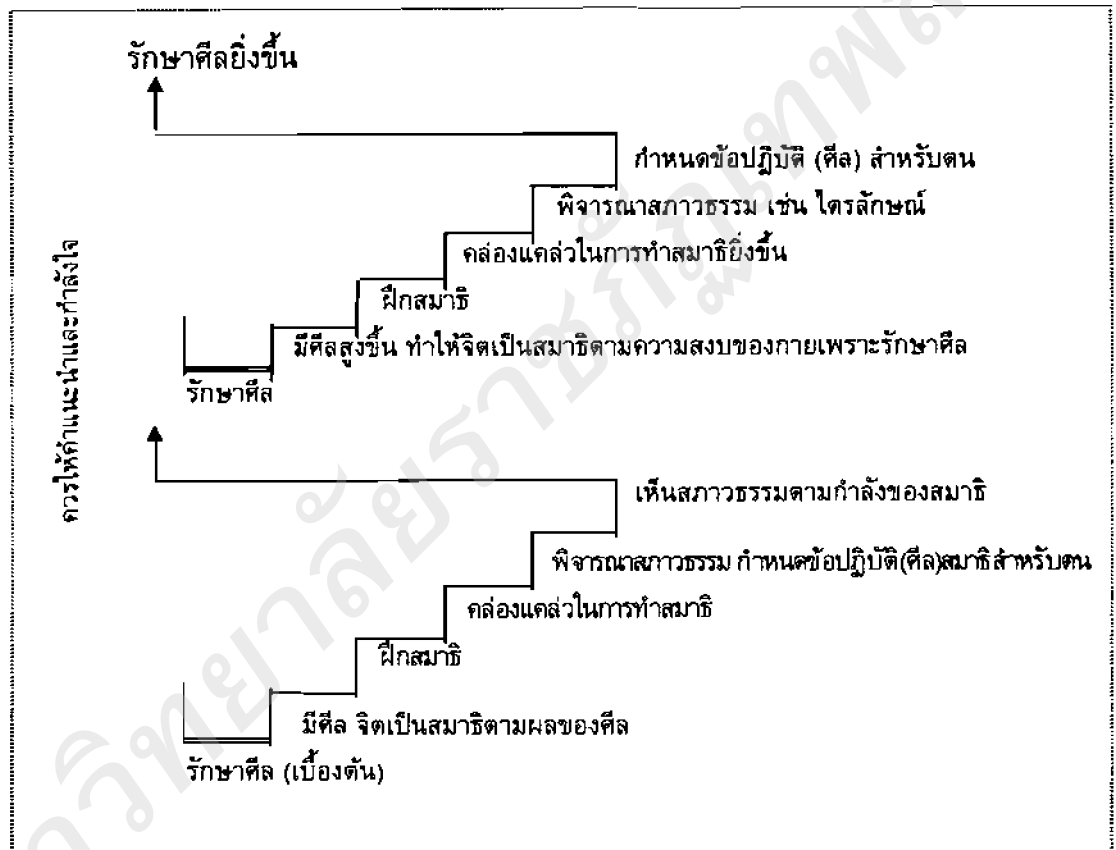 รักษาศีลยิ่งขึ้น
กำหนดข้อปฏิบัติ (ศีล) สำหรับตน
พิจารณาสภาวธรรม เช่น ไตรลักษณ์
คล่องแคล่วในการทำสมาธิยิ่งขึ้น
ฝึกสมาธิ
มีศีลสูงขึ้น ทำให้จิตเป็นสมาธิตามความสงบของกายเพราะรักษาศีล
รักษาศีล
ควรให้คำแนะนำและกำลังใจ
เห็นสภาวธรรมตามกำลังของสมาธิ
พิจารณาสภาวธรรม กำหนดข้อปฏิบัติ(ศีล)สมาธิสำหรับตน
คล่องแคล่วในการทำสมาธิ
ฝึกสมาธิ
มีศีล จิตเป็นสมาธิตามผลของศีล
รักษาศีล (เบื้องต้น)